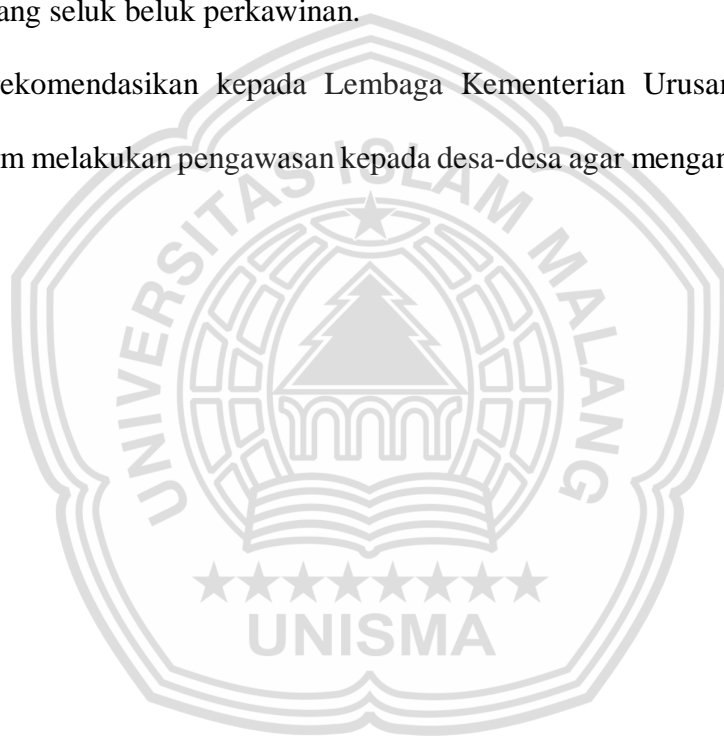 ang seluk beluk perkawinan.
ekomendasikan kepada Lembaga Kementerian Urusan
m melakukan pengawasan kepada desa-desa agar mengan
UNIVERSITAS ISLAM MALANG
UNISMA